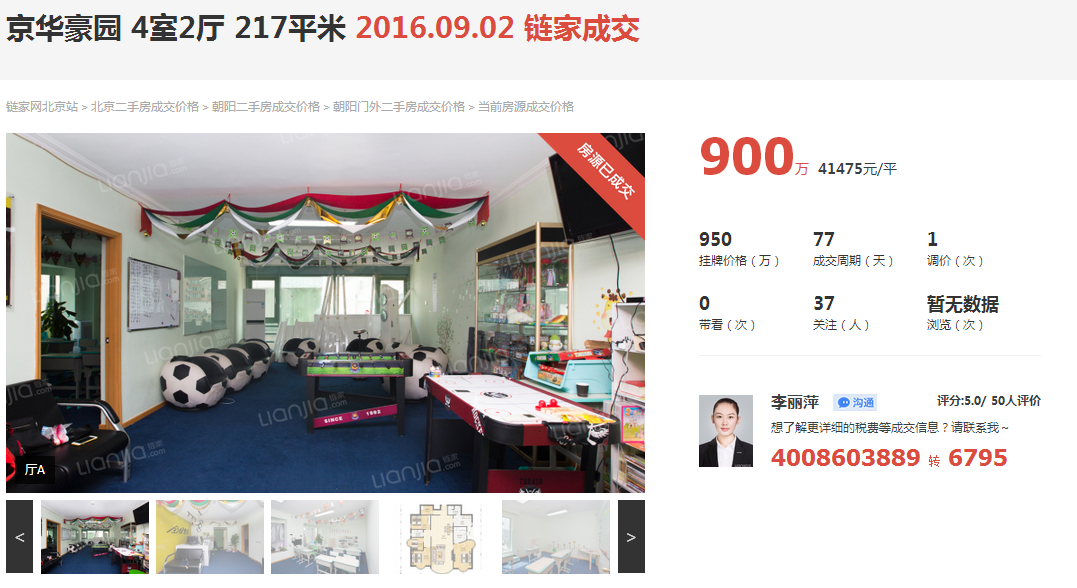 京华豪园 4室2厅 217平米 2016.09.02 链家成交
链家网北京站 > 北京二手房成交价格 > 朝阳二手房成交价格 > 朝阳门外二手房成交价格 > 当前房源成交价格
房源已成交
900万 41475元/平
950 77 1
挂牌价格（万） 成交周期（天） 调价（次）
0 37 暂无数据
带看（次） 关注（人） 浏览（次）
李丽萍 沟通 评分:5.0/ 50人评价
想了解更详细的税费等成交信息？请联系我～
4008603889 转 6795
SINCE 1998
厅A
Lianjia.com 链家
< >